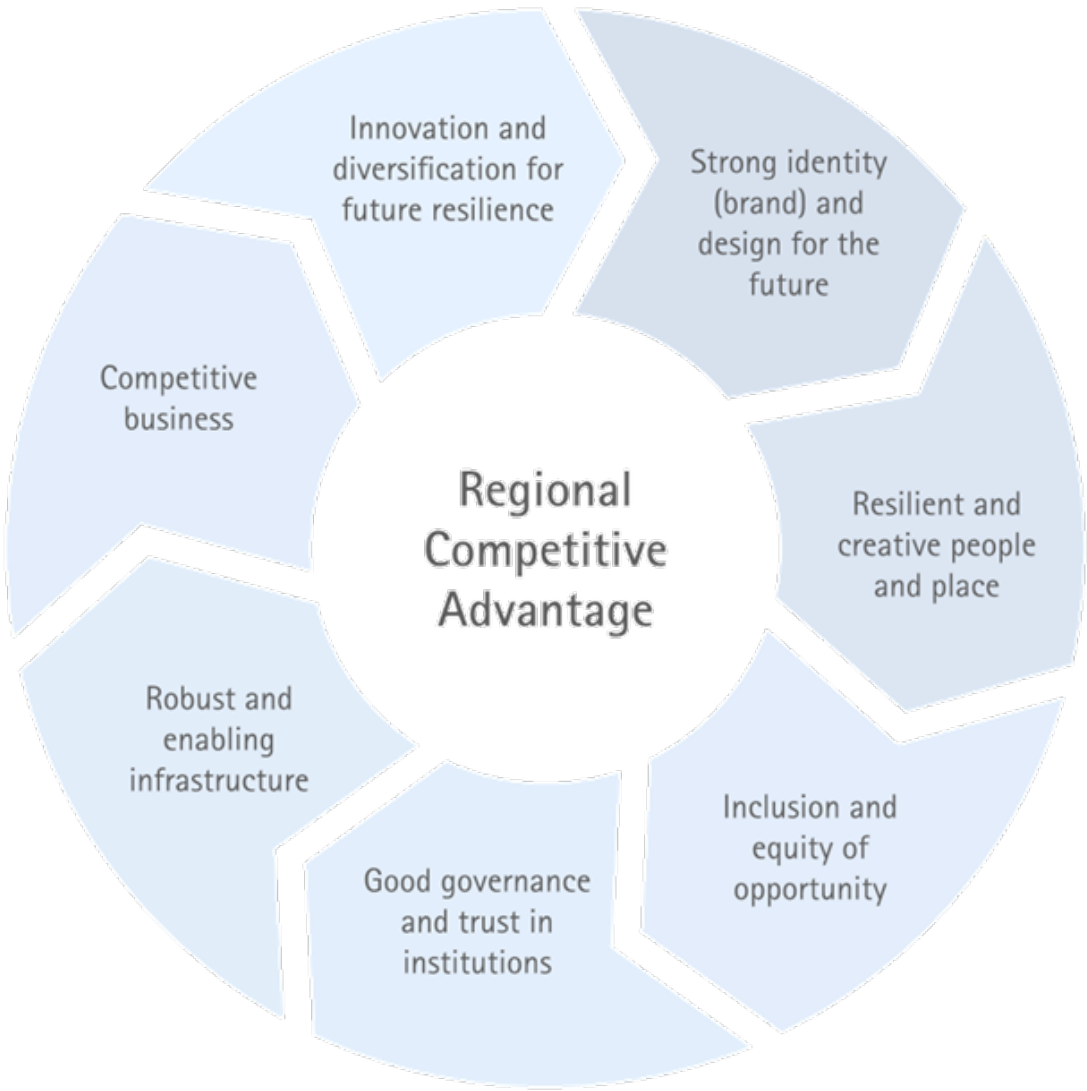 Innovation and
diversification for
future resilience
Strong identity
(brand) and
design for the
future
Resilient and
creative people
and place
Inclusion and
equity of
opportunity
Good governance
and trust in
institutions
Robust and
enabling
infrastructure
Competitive
business
Regional
Competitive
Advantage